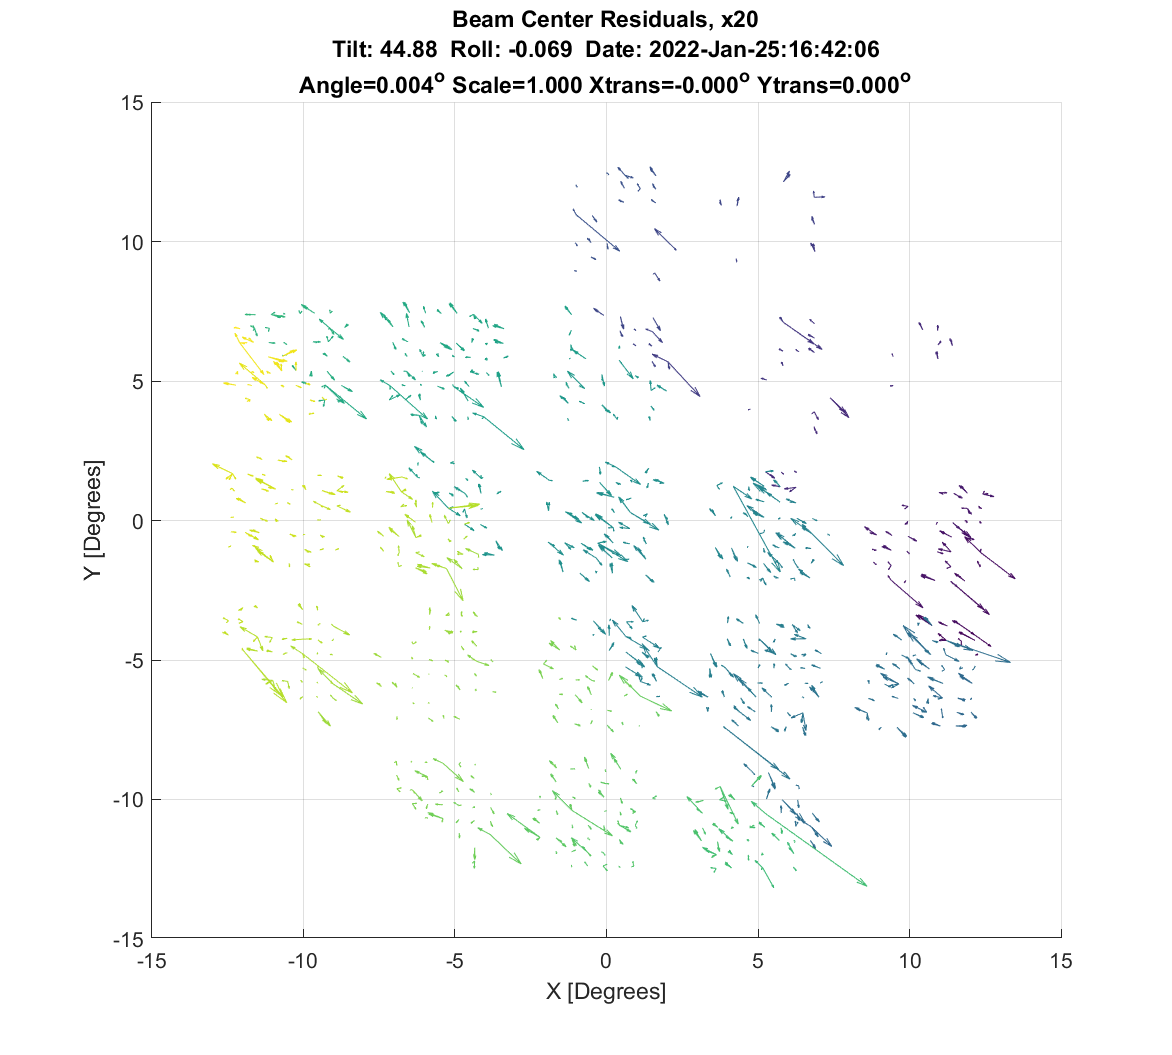 Beam Center Residuals, x20
Tilt: 44.88 Roll: -0.069 Date: 2022-Jan-25:16:42:06
Angle=0.004° Scale=1.000 Xtrans=-0.000° Ytrans=0.000°
15
10
5
0
-5
-10
-15
Y [Degrees]
-15 -10 -5 0 5 10 15
X [Degrees]